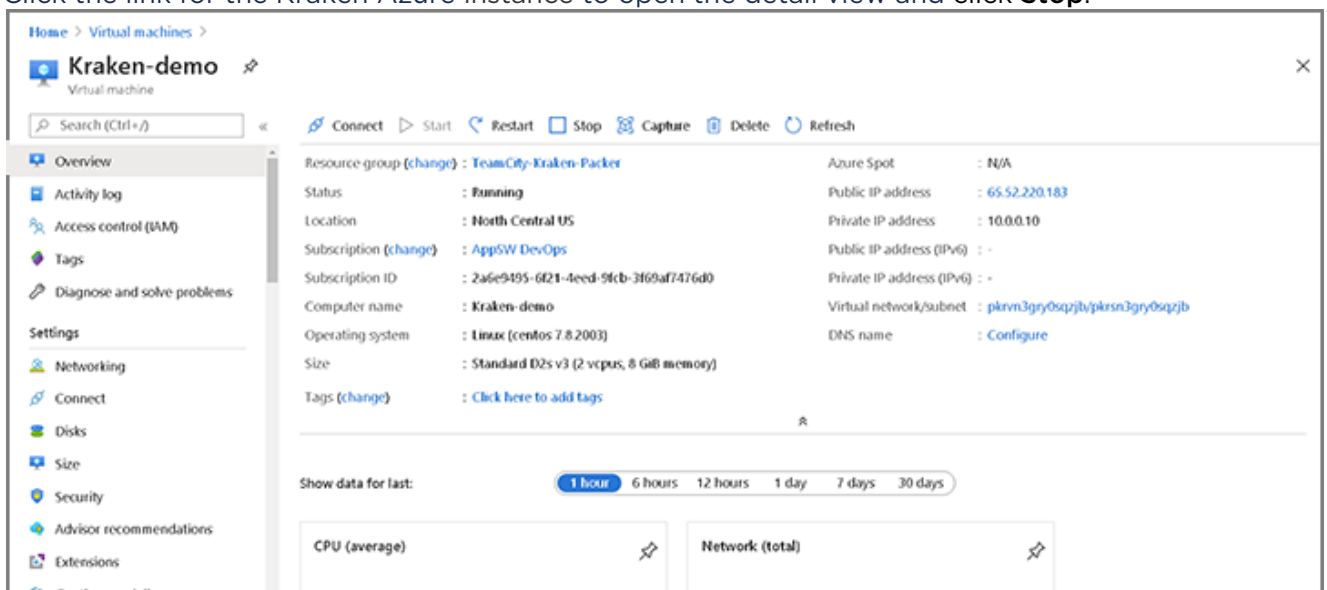 Click the link for the Kraken Azure instance to open the detail view and click Stop.
Home > Virtual machines >
Kraken-demo
Virtual machine
Search (Ctrl+/)
«
Connect Start Restart Stop Capture Delete Refresh
Overview
Activity log
Access control (IAM)
Tags
Diagnose and solve problems
Settings
Networking
Connect
Disks
Size
Security
Advisor recommendations
Extensions
Resource group (change) : TeamCity-Kraken-Packer
Status : Running
Location : North Central US
Subscription (change) : AppSW DevOps
Subscription ID : 2a6e9495-6f21-4eed-9fcb-3f69af7476d0
Computer name : Kraken-demo
Operating system : Linux (centos 7.8.2003)
Size : Standard D2s v3 (2 vcpus, 8 GiB memory)
Tags (change) : Click here to add tags
Azure Spot : N/A
Public IP address : 65.52.220.183
Private IP address : 10.0.0.10
Public IP address (IPv6) : -
Private IP address (IPv6) : -
Virtual network/subnet : pkrvn3gry0sqzjb/pkrsn3gry0sqzjb
DNS name : Configure
Show data for last: 1 hour 6 hours 12 hours 1 day 7 days 30 days
CPU (average)
Network (total)